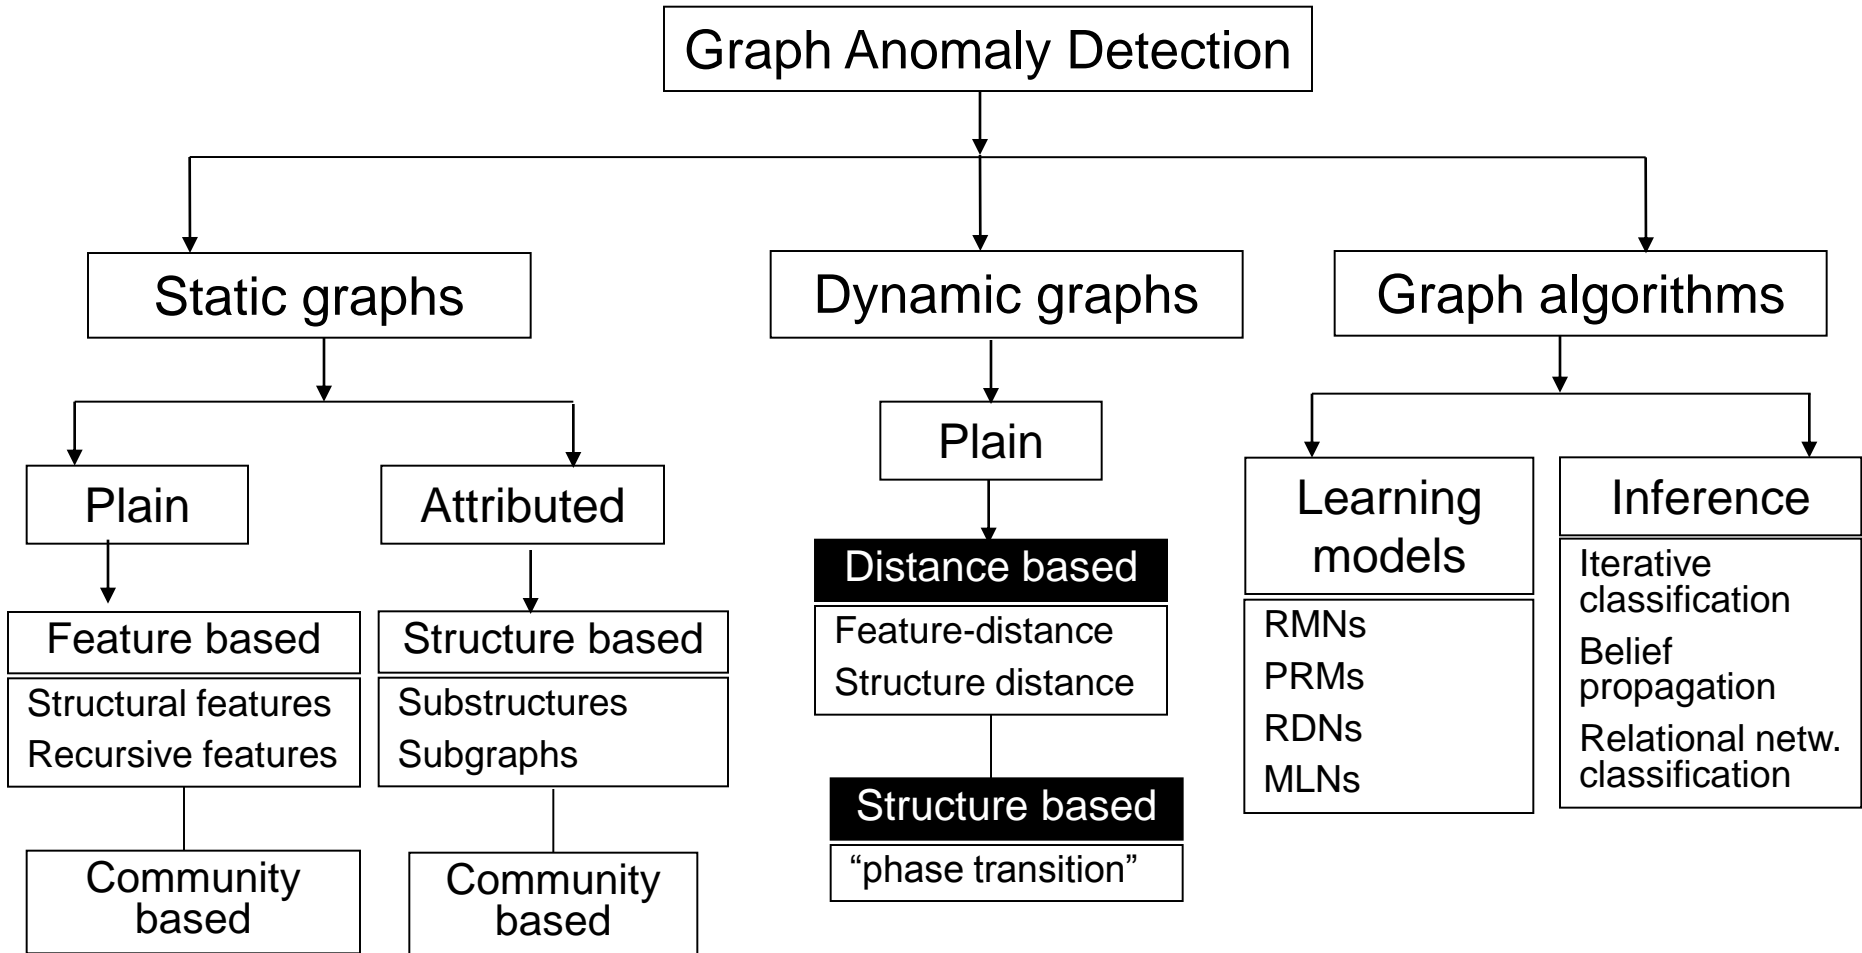 Graph Anomaly Detection
Static graphs
Dynamic graphs
Graph algorithms
Plain
Attributed
Plain
Learning
models
Inference
Feature based
Structural features
Recursive features
Community
based
Structure based
Substructures
Subgraphs
Community
based
Distance based
Feature-distance
Structure distance
Structure based
“phase transition”
RMNs
PRMs
RDNs
MLNs
Iterative
classification
Belief
propagation
Relational netw.
classification